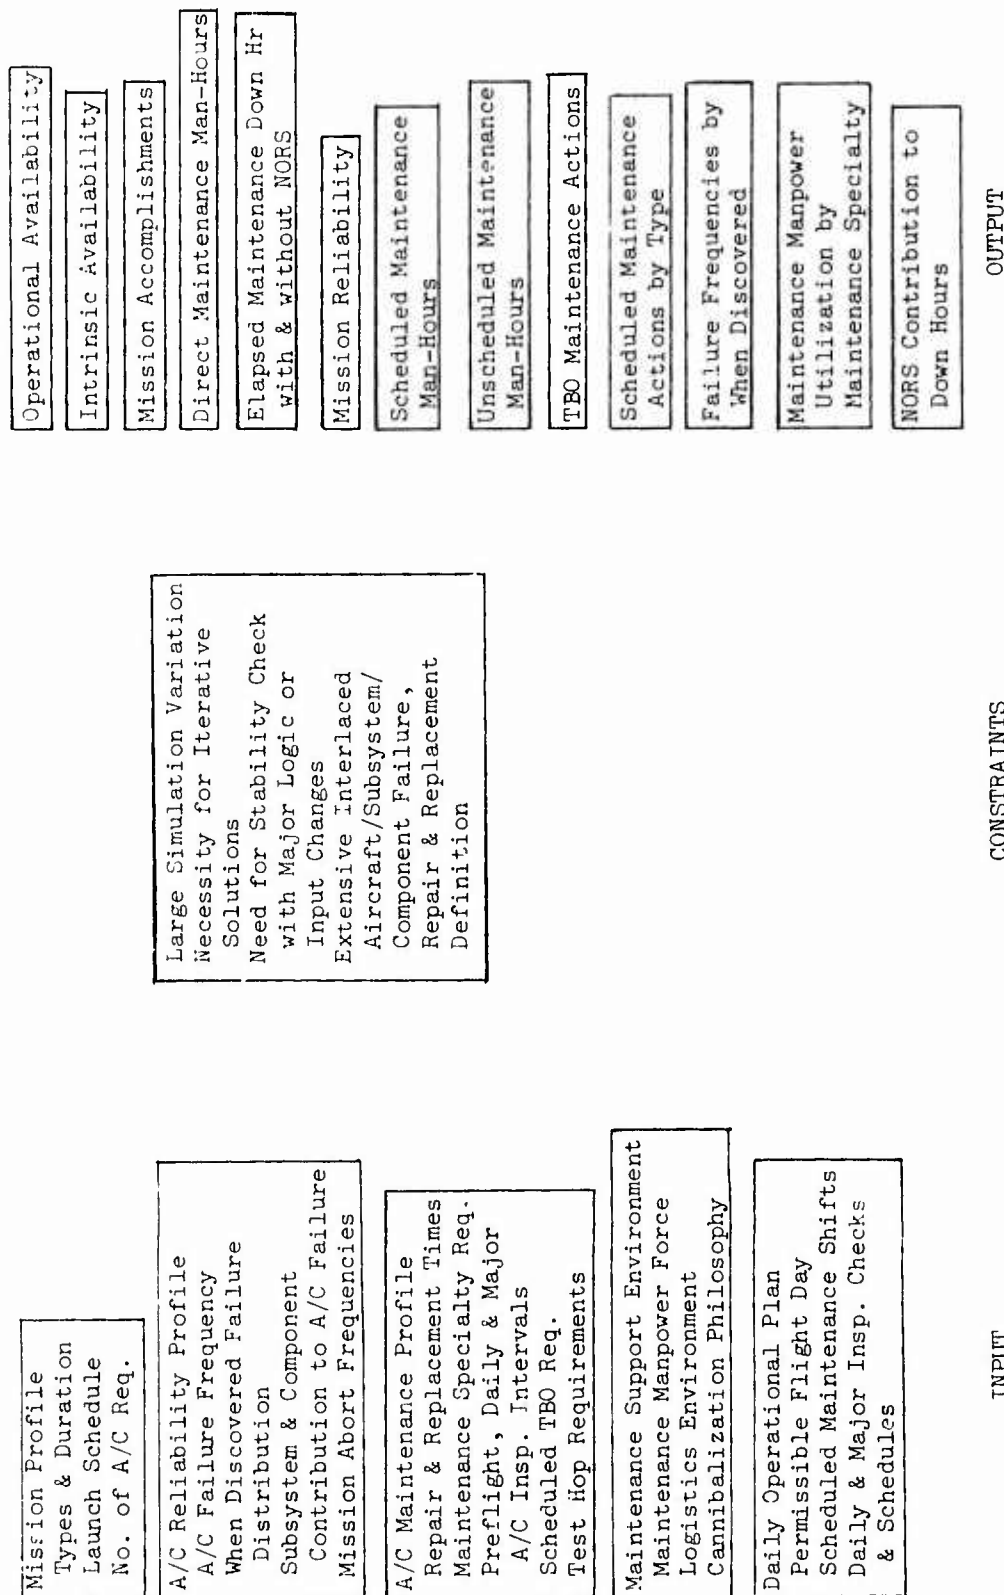 Mission Profile
Types & Duration
Launch Schedule
No. of A/C Req.
A/C Reliability Profile
A/C Failure Frequency
When Discovered Failure
Distribution
Subsystem & Component
Contribution to A/C Failure
Mission Abort Frequencies
A/C Maintenance Profile
Repair & Replacement Times
Maintenance Specialty Req.
Preflight, Daily & Major
A/C Insp. Intervals
Scheduled TBO Req.
Test Hop Requirements
Maintenance Support Environment
Maintenance Manpower Force
Logistics Environment
Cannibalization Philosophy
Daily Operational Plan
Permissible Flight Day
Scheduled Maintenance Shifts
Daily & Major Insp. Checks
& Schedules
INPUT
Large Simulation Variation
Necessity for Iterative
Solutions
Need for Stability Check
with Major Logic or
Input Changes
Extensive Interlaced
Aircraft/Subsystem/
Component Failure,
Repair & Replacement
Definition
CONSTRAINTS
Operational Availability
Intrinsic Availability
Mission Accomplishments
Direct Maintenance Man-Hours
Elapsed Maintenance Down Hr
with & without NORS
Mission Reliability
Scheduled Maintenance
Man-Hours
Unscheduled Maintenance
Man-Hours
TBO Maintenance Actions
Scheduled Maintenance
Actions by Type
Failure Frequencies by
When Discovered
Maintenance Manpower
Utilization by
Maintenance Specialty
NORS Contribution to
Down Hours
OUTPUT